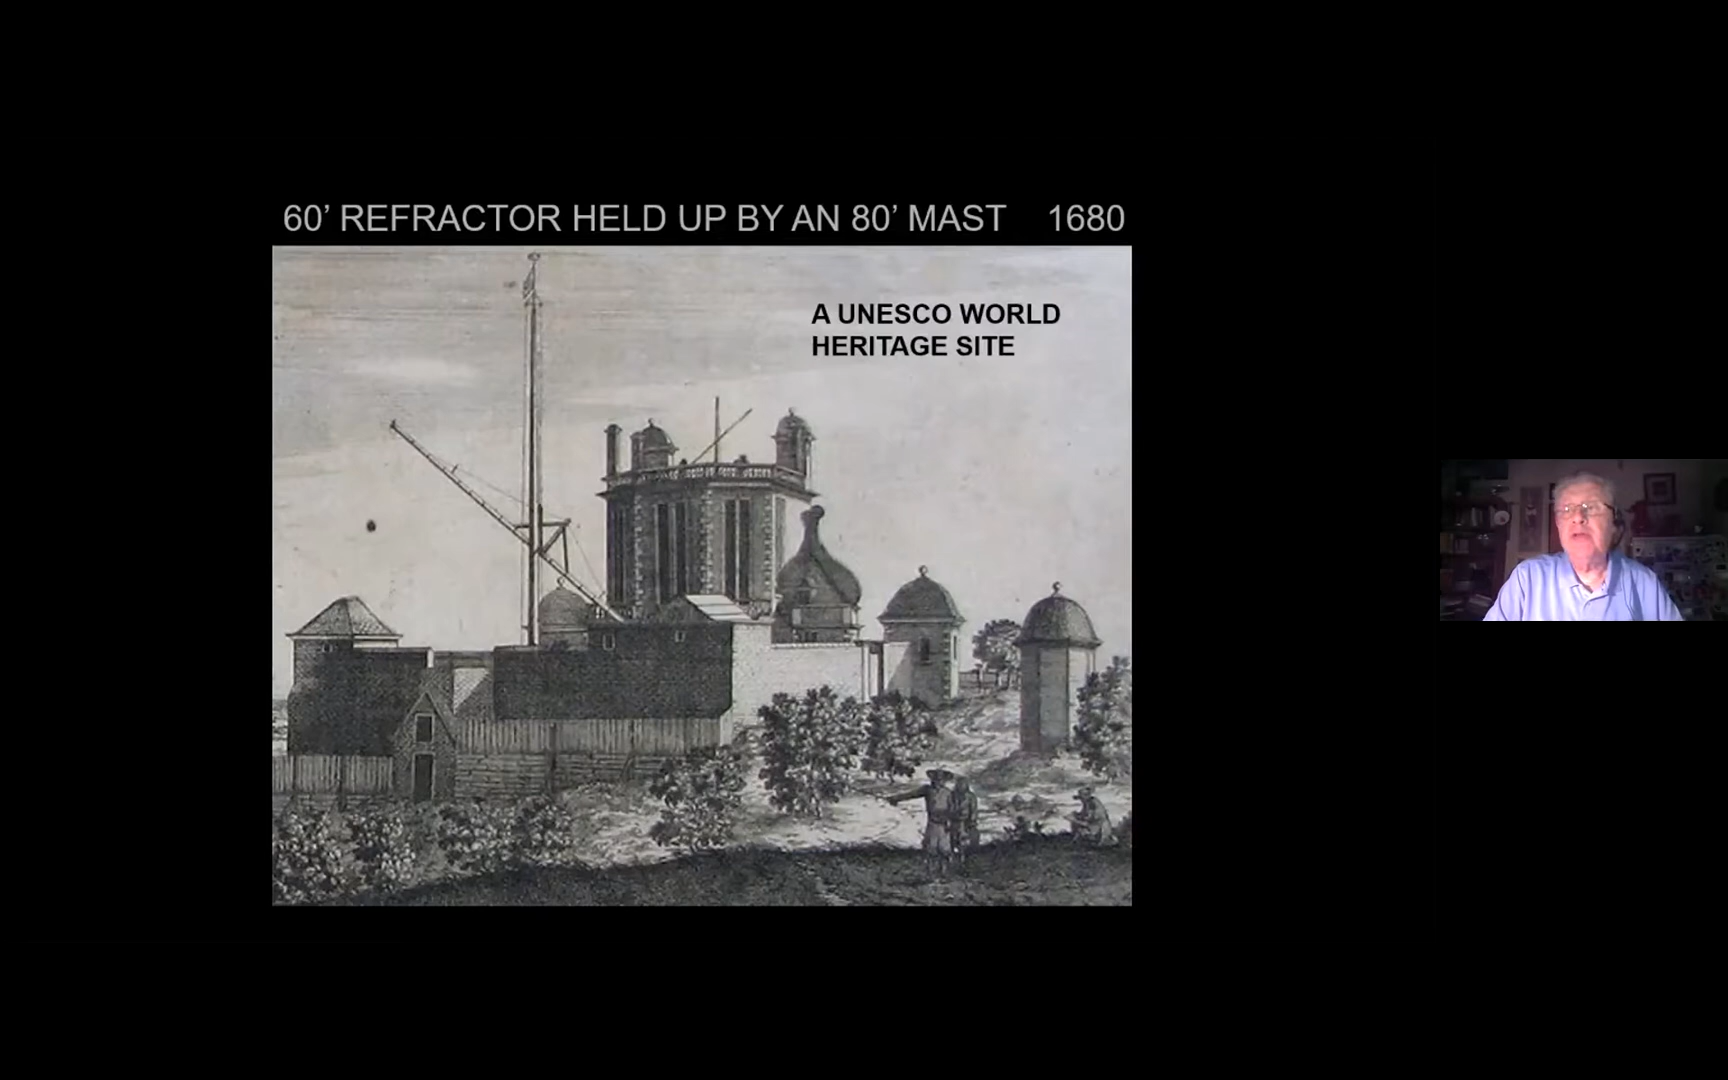 60’ REFRACTOR HELD UP BY AN 80’ MAST 1680
A UNESCO WORLD
HERITAGE SITE